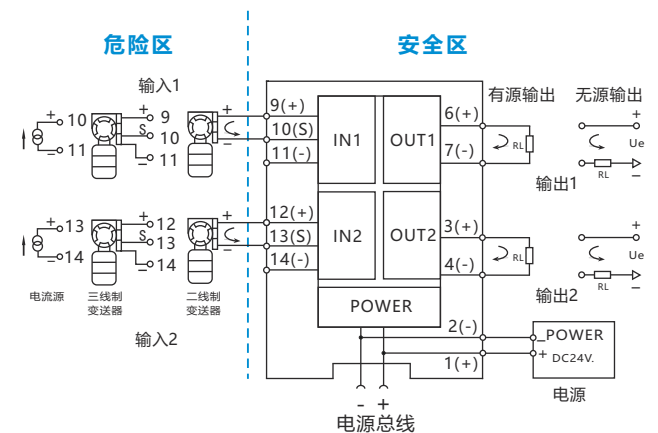 危险区
安全区
输入1
有源输出
无源输出
+ 10
− 11
+ 9
S 10
− 11
+
−
9(+)
10(S)
11(-)
IN1
OUT1
6(+)
7(-)
RL
+
Ue
RL
−
输出1
+ 13
− 14
+ 12
S 13
− 14
+
−
12(+)
13(S)
14(-)
IN2
OUT2
3(+)
4(-)
RL
+
Ue
RL
−
输出2
电流源
三线制
变送器
二线制
变送器
输入2
POWER
2(-)
1(+)
− POWER
+ DC24V.
电源
- +
电源总线